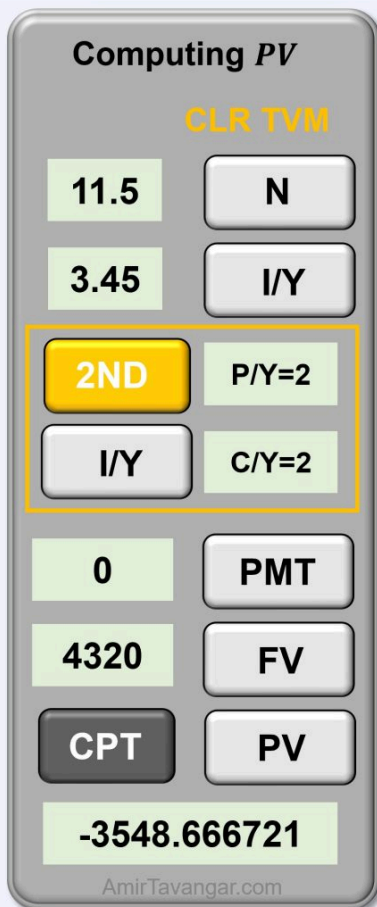 Computing PV
CLR TVM
11.5 N
3.45 I/Y
2ND P/Y=2
I/Y C/Y=2
0 PMT
4320 FV
CPT PV
-3548.666721
AmirTavangar.com